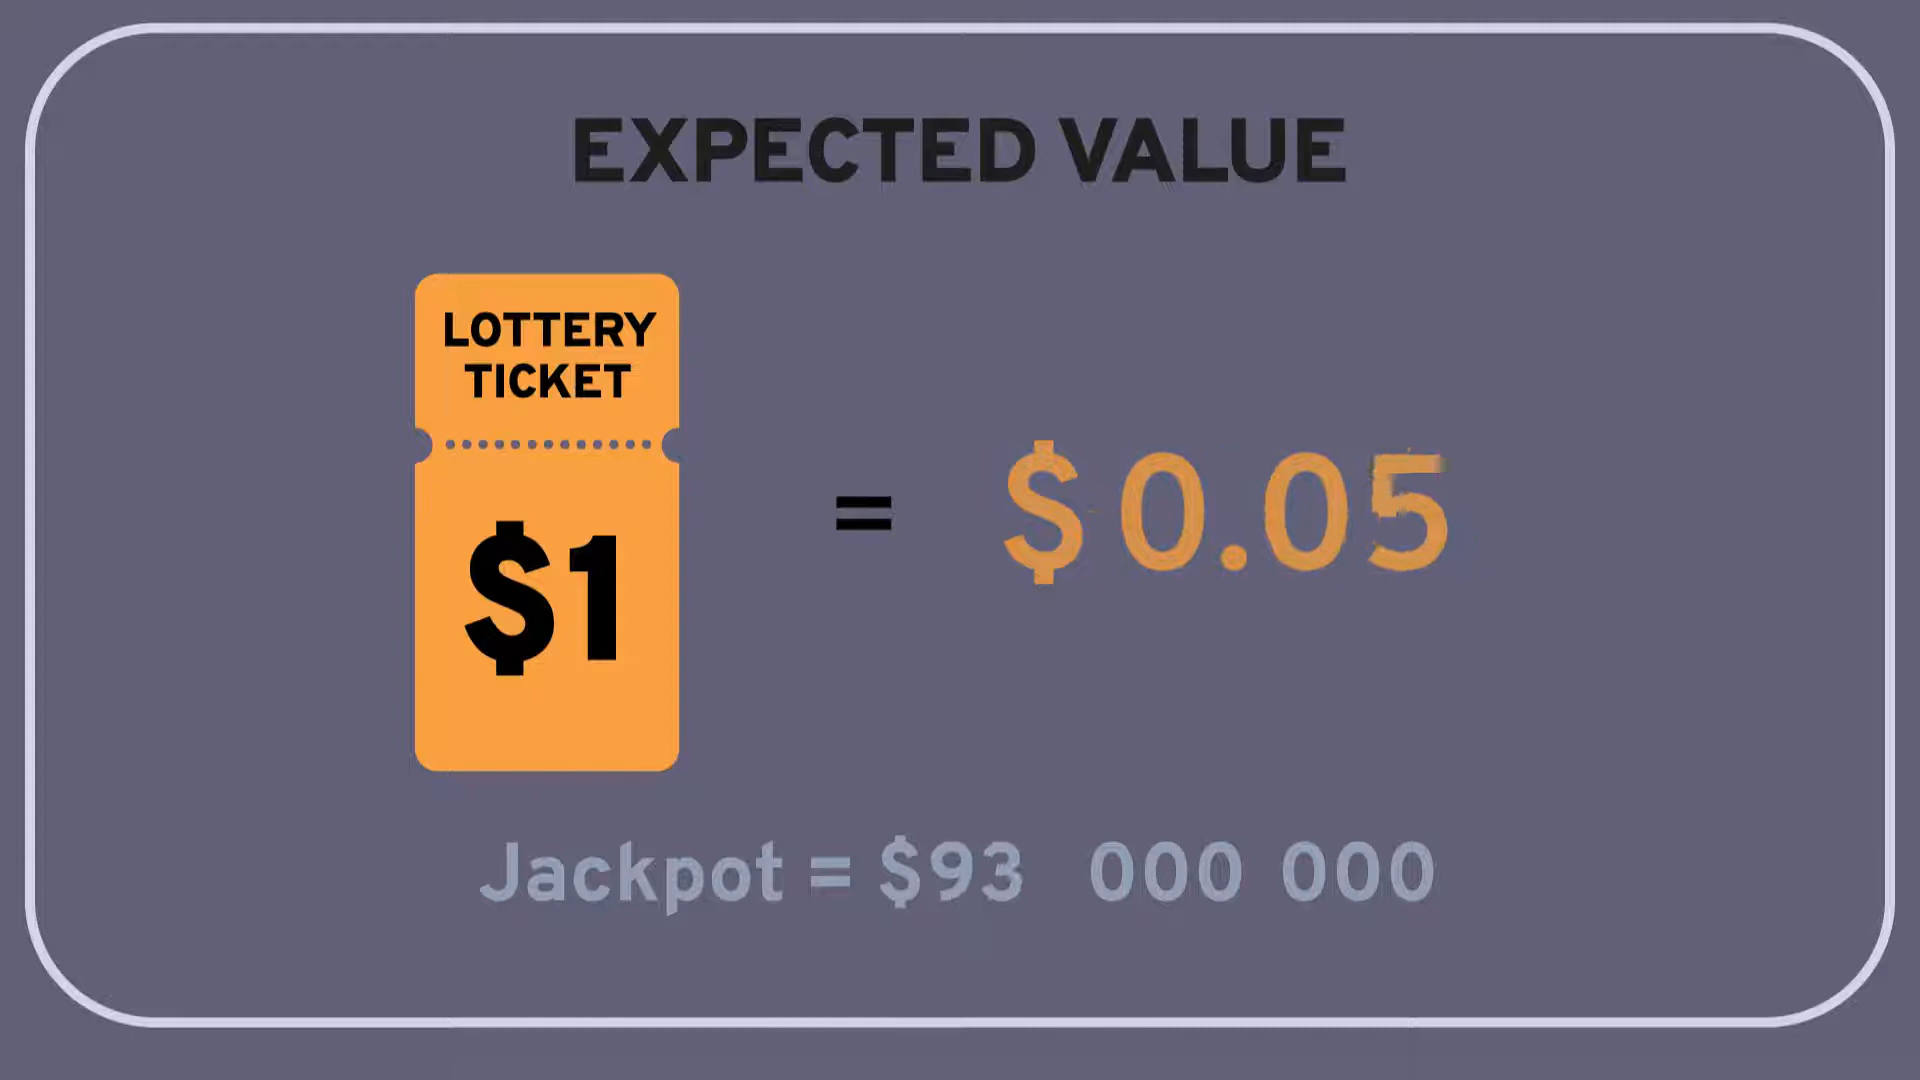 EXPECTED VALUE
LOTTERY
TICKET
$1
=
$0.05
Jackpot = $93 000 000